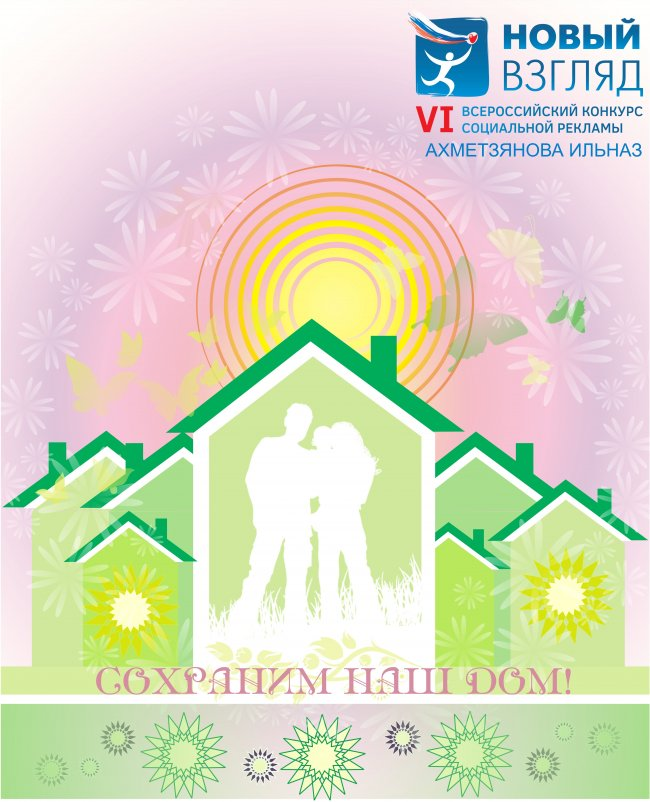 НОВЫЙ
ВЗГЛЯД
VI ВСЕРОССИЙСКИЙ КОНКУРС
СОЦИАЛЬНОЙ РЕКЛАМЫ
АХМЕТЗЯНОВА ИЛЬНАЗ
СОХРАНИМ НАШ ДОМ!